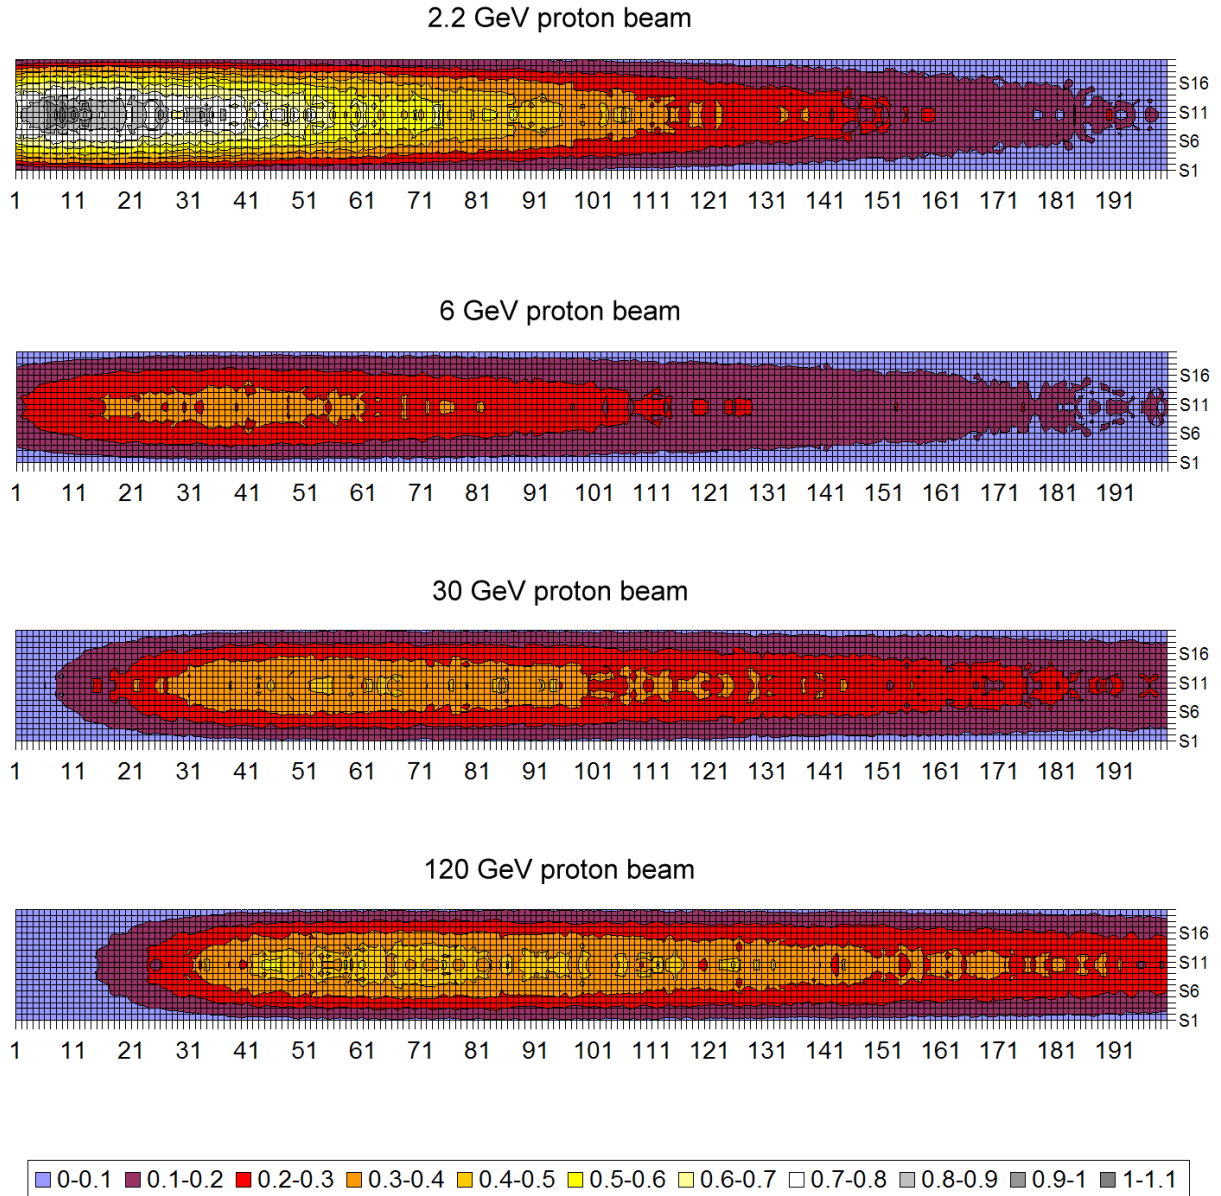 2.2 GeV proton beam
S16
S11
S6
S1
1 11 21 31 41 51 61 71 81 91 101 111 121 131 141 151 161 171 181 191
6 GeV proton beam
S16
S11
S6
S1
1 11 21 31 41 51 61 71 81 91 101 111 121 131 141 151 161 171 181 191
30 GeV proton beam
S16
S11
S6
S1
1 11 21 31 41 51 61 71 81 91 101 111 121 131 141 151 161 171 181 191
120 GeV proton beam
S16
S11
S6
S1
1 11 21 31 41 51 61 71 81 91 101 111 121 131 141 151 161 171 181 191
0-0.1 0.1-0.2 0.2-0.3 0.3-0.4 0.4-0.5 0.5-0.6 0.6-0.7 0.7-0.8 0.8-0.9 0.9-1 1-1.1